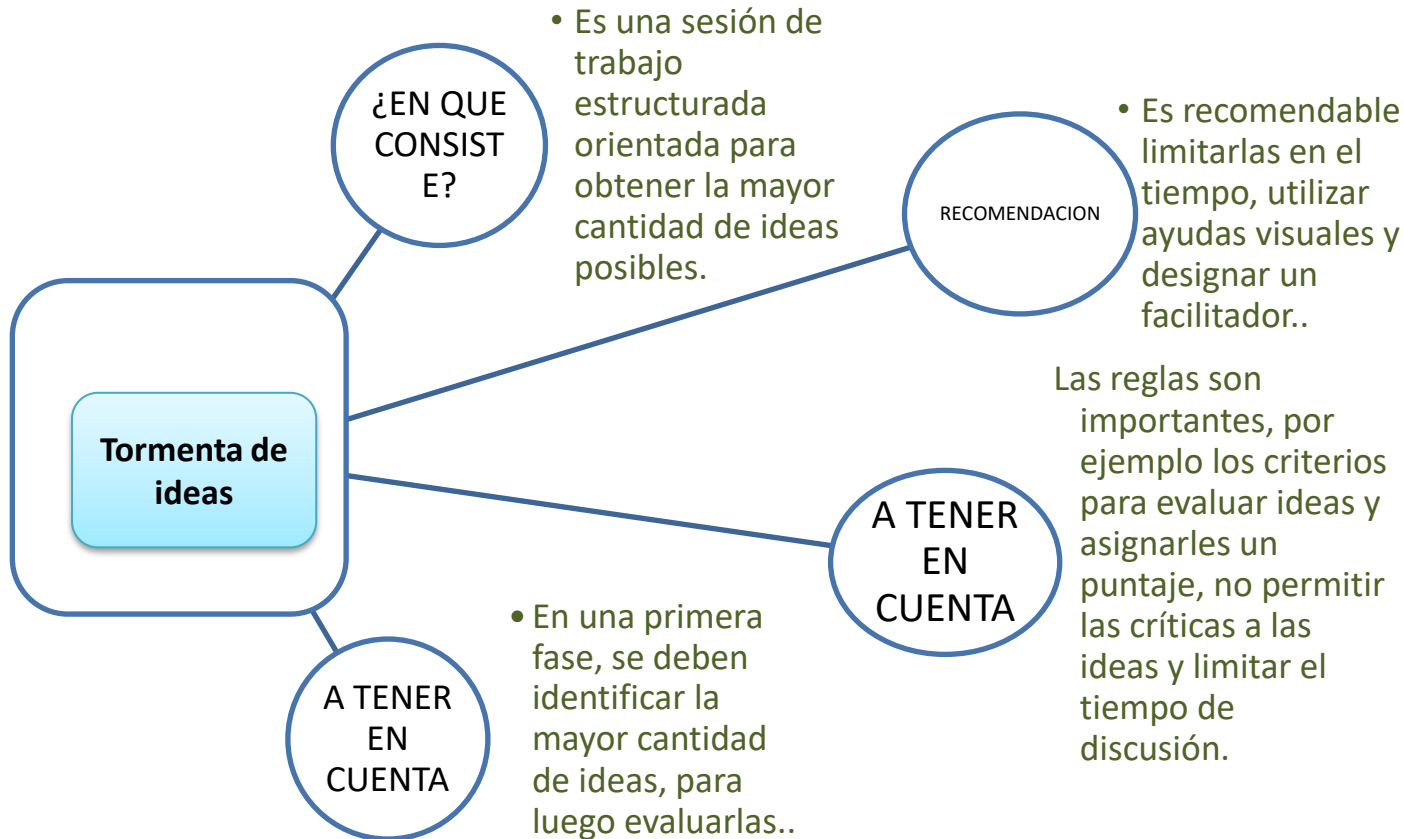 ¿EN QUE
CONSIST
E?
• Es una sesión de
trabajo
estructurada
orientada para
obtener la mayor
cantidad de ideas
posibles.
RECOMENDACION
• Es recomendable
limitarlas en el
tiempo, utilizar
ayudas visuales y
designar un
facilitador..
Tormenta de
ideas
A TENER
EN
CUENTA
Las reglas son
importantes, por
ejemplo los criterios
para evaluar ideas y
asignarles un
puntaje, no permitir
las críticas a las
ideas y limitar el
tiempo de
discusión.
A TENER
EN
CUENTA
• En una primera
fase, se deben
identificar la
mayor cantidad
de ideas, para
luego evaluarlas..